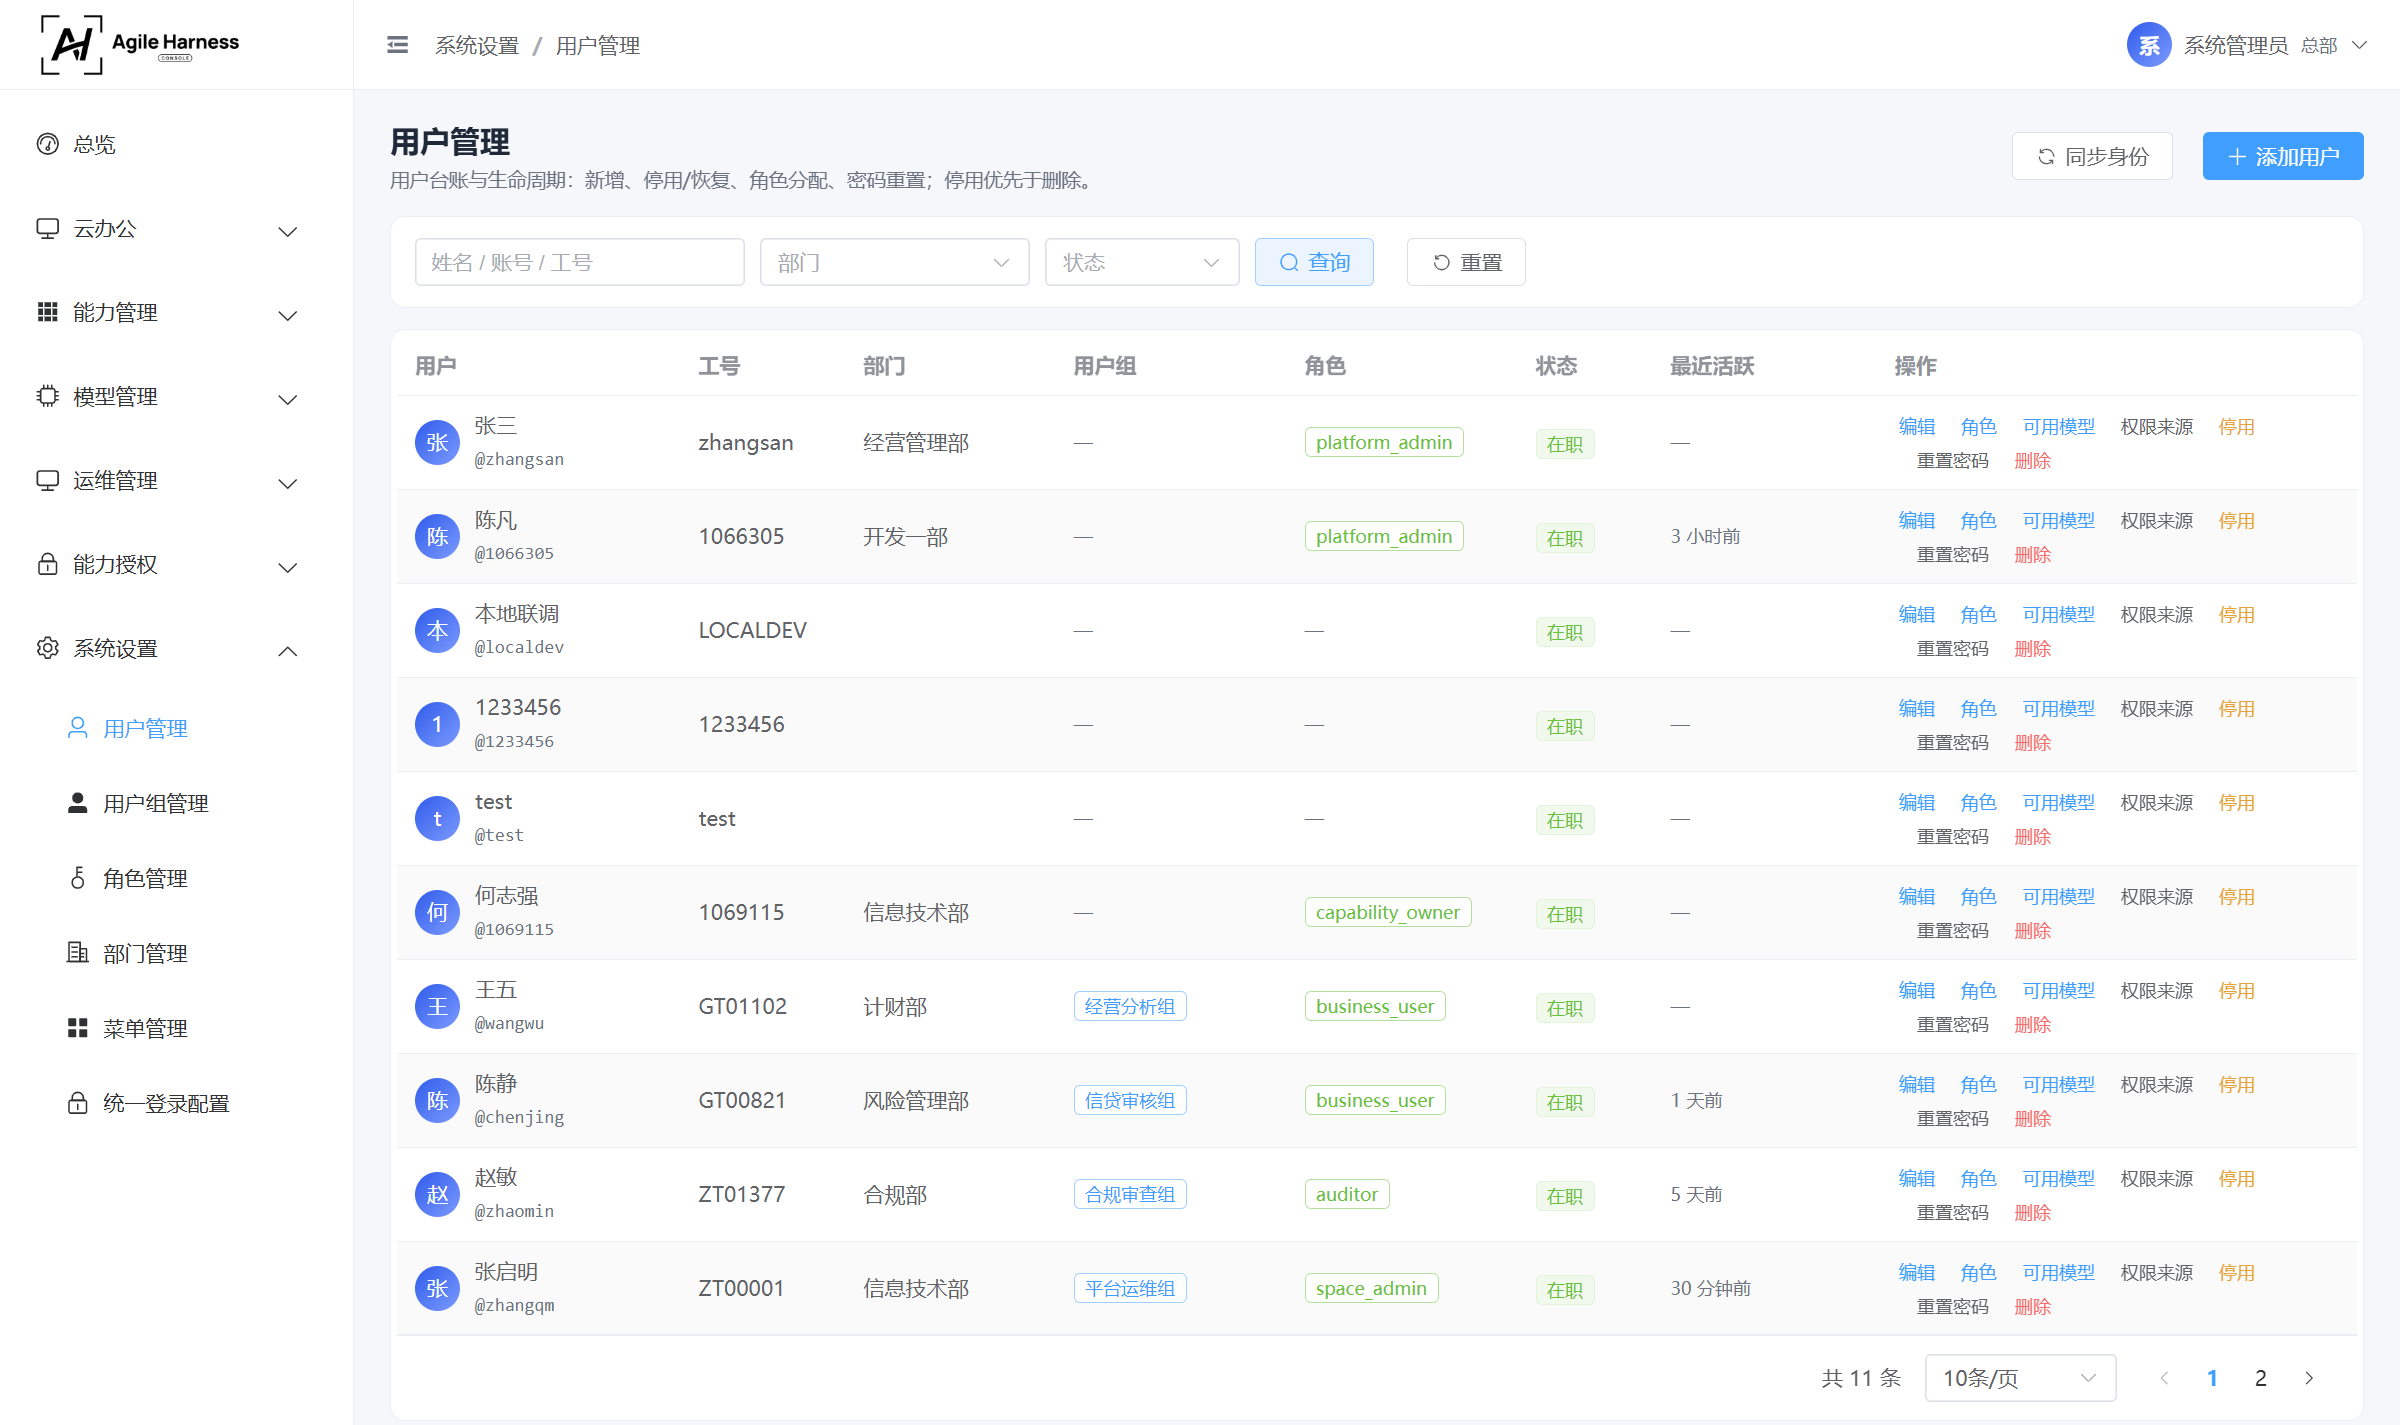 Agile Harness
CONSOLE
系统设置 / 用户管理
系 系统管理员 总部
总览
云办公
能力管理
模型管理
运维管理
能力授权
系统设置
用户管理
用户组管理
角色管理
部门管理
菜单管理
统一登录配置
用户管理
用户台账与生命周期：新增、停用/恢复、角色分配、密码重置；停用优先于删除。
同步身份
添加用户
姓名 / 账号 / 工号 部门 状态 查询 重置
用户 工号 部门 用户组 角色 状态 最近活跃 操作
张 张三 @zhangsan zhangsan 经营管理部 — platform_admin 在职 — 编辑 角色 可用模型 权限来源 停用
重置密码 删除
陈 陈凡 @1066305 1066305 开发一部 — platform_admin 在职 3 小时前 编辑 角色 可用模型 权限来源 停用
重置密码 删除
本 本地联调 @localdev LOCALDEV — — 在职 — 编辑 角色 可用模型 权限来源 停用
重置密码 删除
1 1233456 @1233456 1233456 — — 在职 — 编辑 角色 可用模型 权限来源 停用
重置密码 删除
t test @test test — — 在职 — 编辑 角色 可用模型 权限来源 停用
重置密码 删除
何 何志强 @1069115 1069115 信息技术部 — capability_owner 在职 — 编辑 角色 可用模型 权限来源 停用
重置密码 删除
王 王五 @wangwu GT01102 计财部 经营分析组 business_user 在职 — 编辑 角色 可用模型 权限来源 停用
重置密码 删除
陈 陈静 @chenjing GT00821 风险管理部 信贷审核组 business_user 在职 1 天前 编辑 角色 可用模型 权限来源 停用
重置密码 删除
赵 赵敏 @zhaomin ZT01377 合规部 合规审查组 auditor 在职 5 天前 编辑 角色 可用模型 权限来源 停用
重置密码 删除
张 张启明 @zhangqm ZT00001 信息技术部 平台运维组 space_admin 在职 30 分钟前 编辑 角色 可用模型 权限来源 停用
重置密码 删除
共 11 条 10条/页 1 2